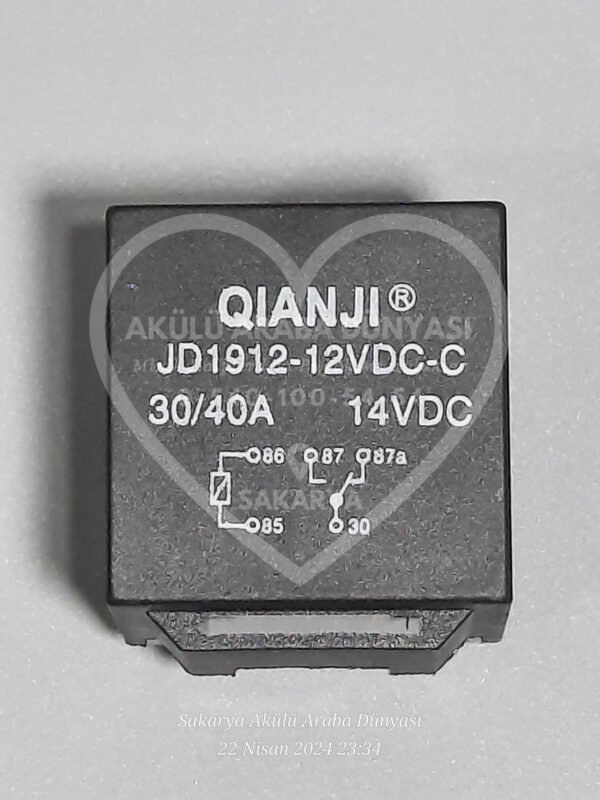 QIANJI®
AKÜLÜ ARABA DÜNYASI
JD1912-12VDC-C
30/40A 14VDC
86 87 87a
SAKARYA
85 30
Sakarya Akülü Araba Dünyası
22 Nisan 2024 23:34